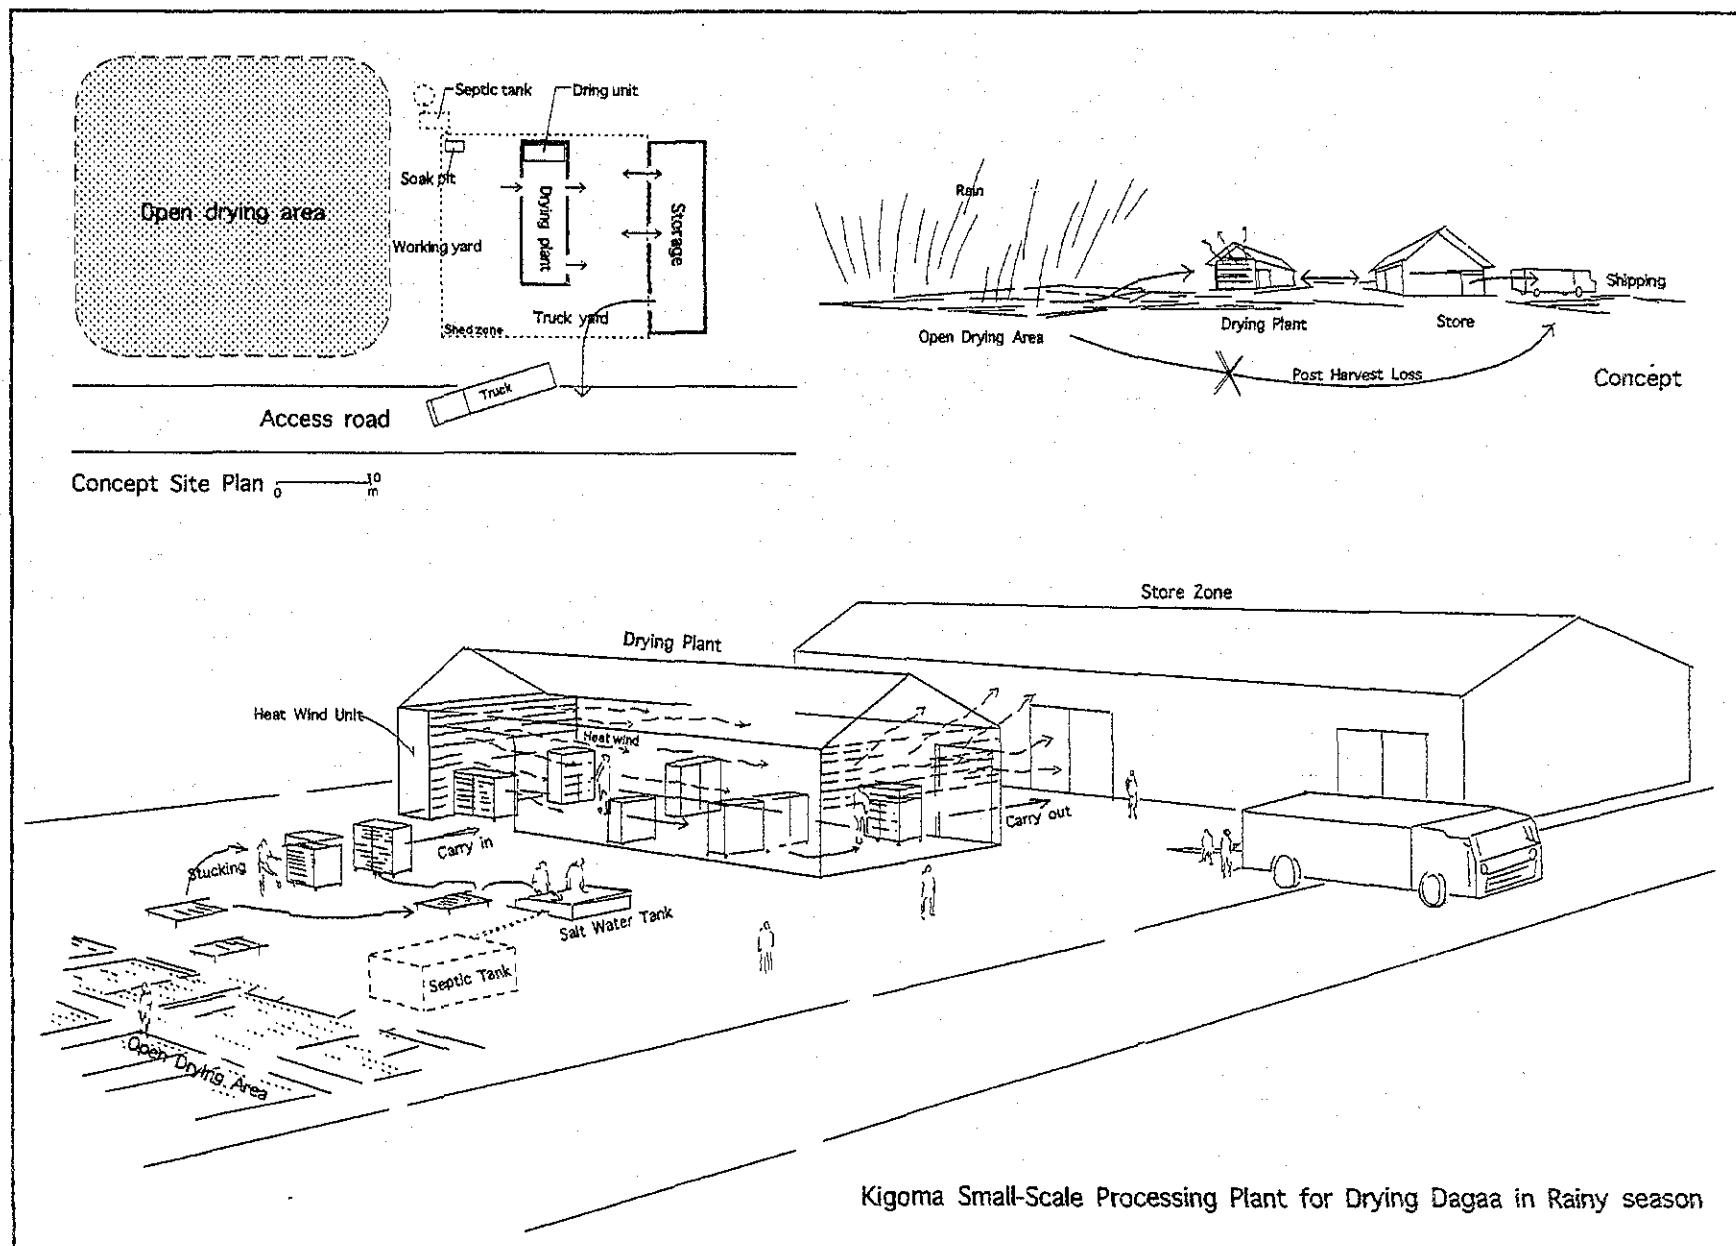 Septic tank
Dring unit
Soak pit
Open drying area
Working yard
Drying plant
Storage
Truck yard
Shed zone
Truck
Access road
Concept Site Plan
0
10
m
Rain
Shipping
Open Drying Area
Drying Plant
Store
Post Harvest Loss
Concept
Store Zone
Drying Plant
Heat Wind Unit
Heat wind
Carry out
Carry in
Stucking
Salt Water Tank
Septic Tank
Open Drying Area
Kigoma Small-Scale Processing Plant for Drying Dagaa in Rainy season